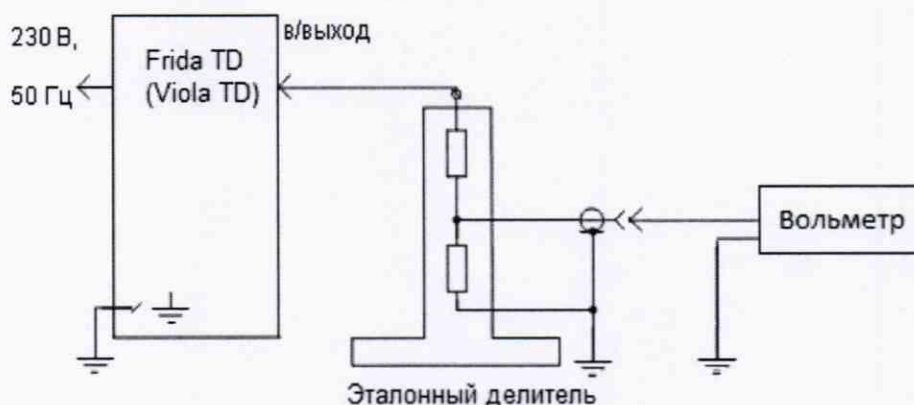 230 В,
50 Гц
Frida TD
(Viola TD)
в/выход
Вольметр
Эталонный делитель